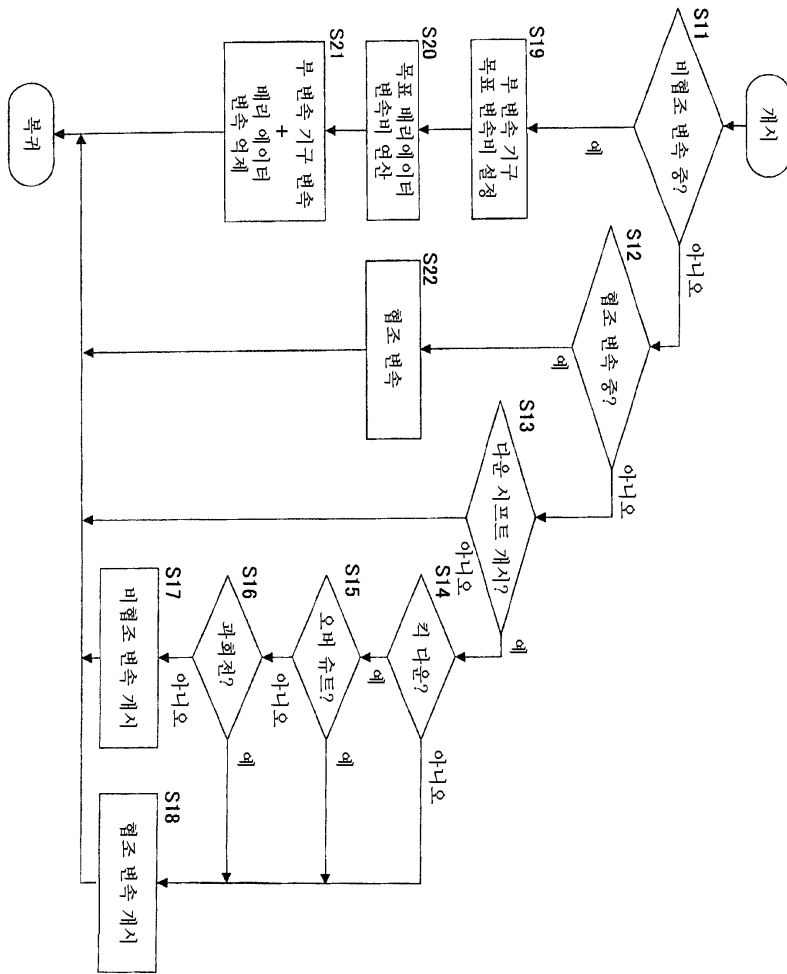 개시
S11
비협조 변속 중?
예
아니오
S19
부 변속 기구
목표 변속비 설정
S20
목표 배리에이터
변속비 연산
S21
부 변속 기구 변속
+
배리 에이터
변속 억제
복귀
S12
협조 변속 중?
예
아니오
S22
협조 변속
S13
다운 시프트 개시?
아니오
예
S14
킥 다운?
예
아니오
S15
오버 슈트?
아니오
예
S16
과회전?
아니오
예
S17
비협조 변속 개시
S18
협조 변속 개시